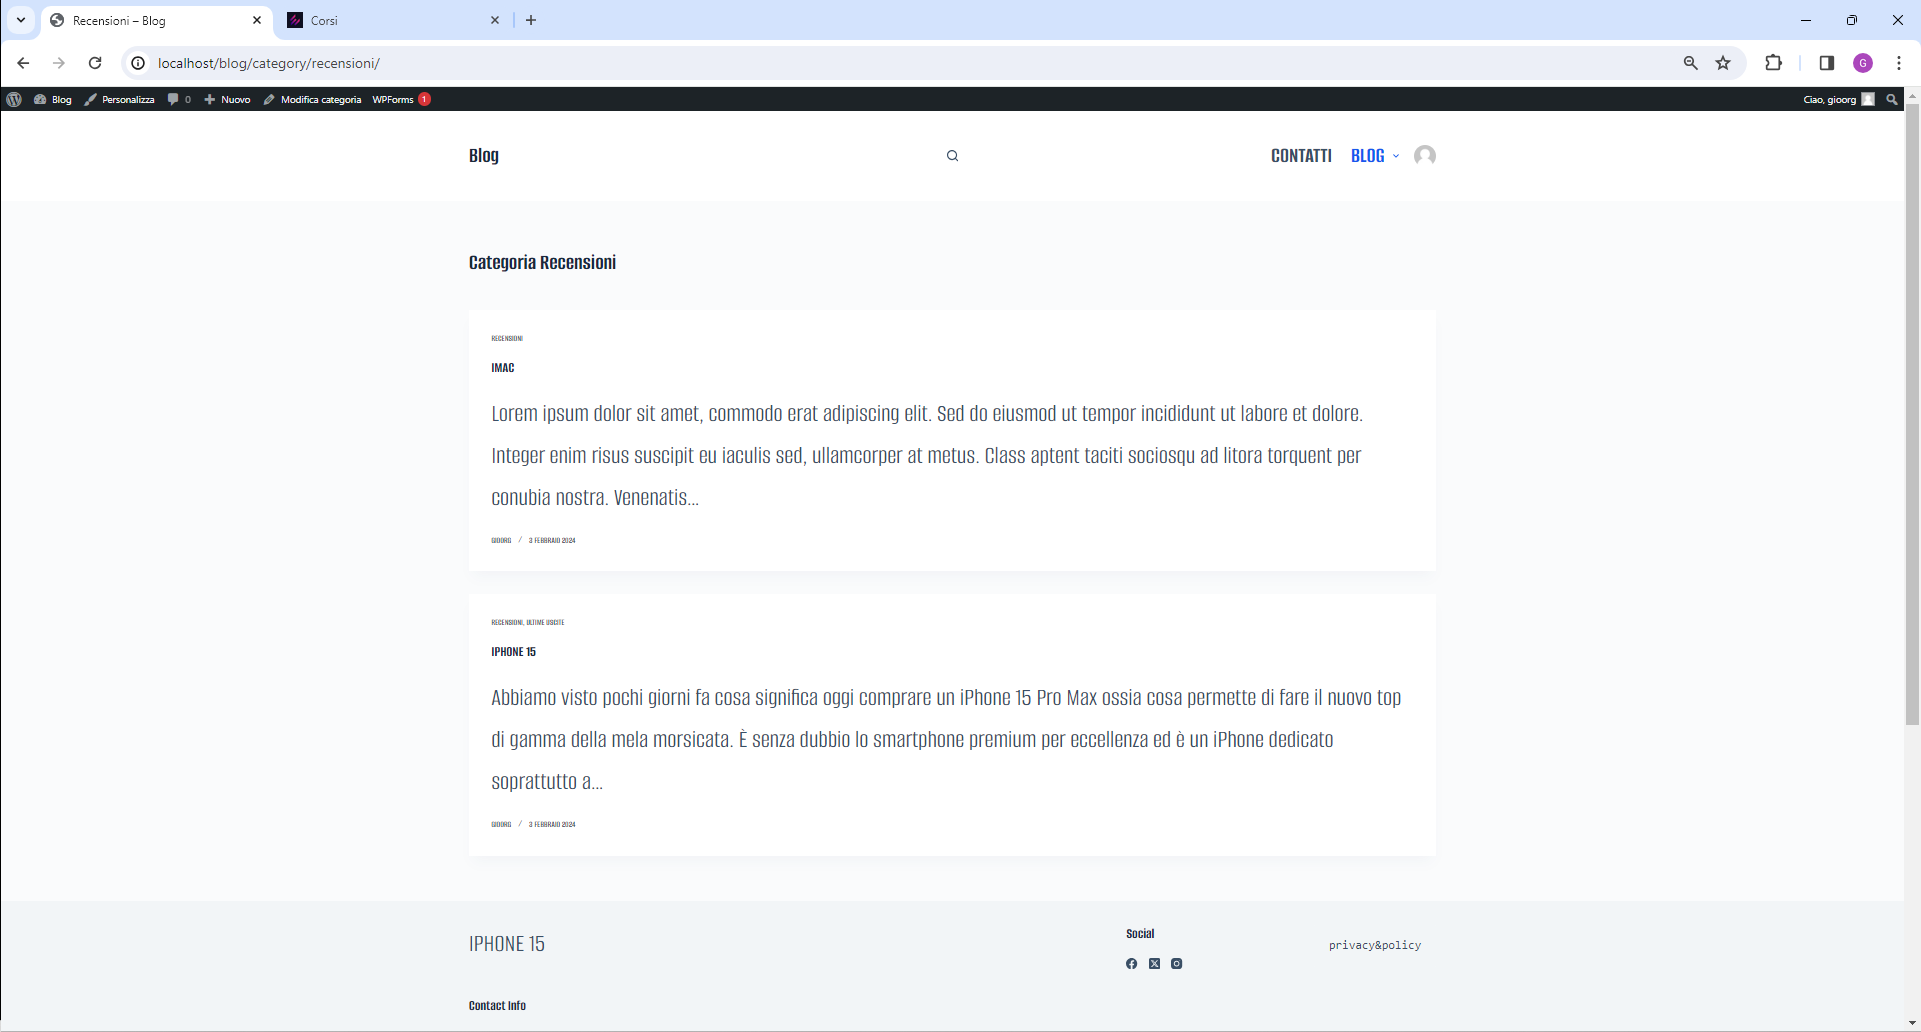 Recensioni – Blog
Corsi
localhost/blog/category/recensioni/
G
Blog
Personalizza
0
Nuovo
Modifica categoria
WPForms
1
Ciao, gioorg
Blog
CONTATTI
BLOG
Categoria Recensioni
RECENSIONI
IMAC
Lorem ipsum dolor sit amet, commodo erat adipiscing elit. Sed do eiusmod ut tempor incididunt ut labore et dolore.
Integer enim risus suscipit eu iaculis sed, ullamcorper at metus. Class aptent taciti sociosqu ad litora torquent per
conubia nostra. Venenatis…
GIOORG / 3 FEBBRAIO 2024
RECENSIONI, ULTIME USCITE
IPHONE 15
Abbiamo visto pochi giorni fa cosa significa oggi comprare un iPhone 15 Pro Max ossia cosa permette di fare il nuovo top
di gamma della mela morsicata. È senza dubbio lo smartphone premium per eccellenza ed è un iPhone dedicato
soprattutto a…
GIOORG / 3 FEBBRAIO 2024
IPHONE 15
Social
privacy&policy
Contact Info